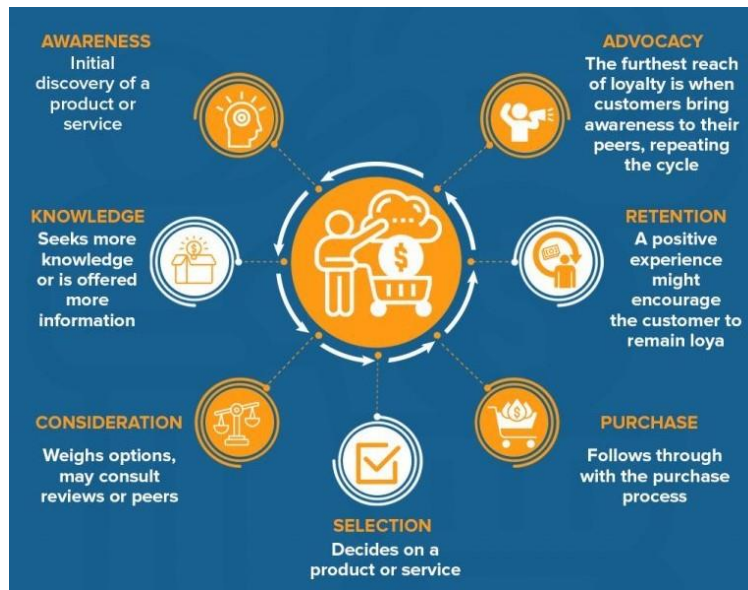 AWARENESS
Initial
discovery of a
product or
service
KNOWLEDGE
Seeks more
knowledge
or is offered
more
information
CONSIDERATION
Weighs options,
may consult
reviews or peers
SELECTION
Decides on a
product or service
PURCHASE
Follows through
with the purchase
process
RETENTION
A positive
experience
might
encourage
the customer to
remain loya
ADVOCACY
The furthest reach
of loyalty is when
customers bring
awareness to their
peers, repeating
the cycle
$
$
$